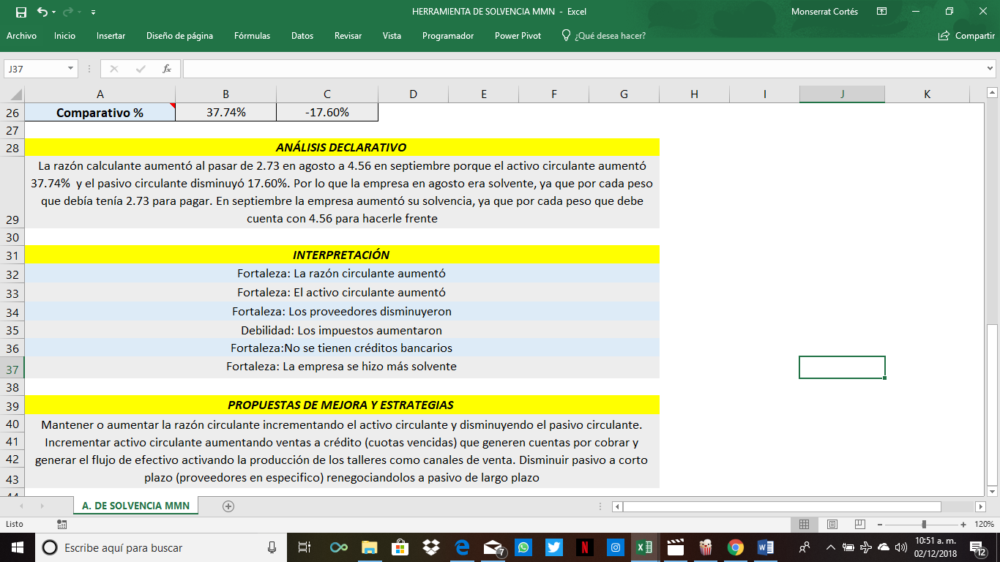 HERRAMIENTA DE SOLVENCIA MMN - Excel
Monserrat Cortés
Archivo Inicio Insertar Diseño de página Fórmulas Datos Revisar Vista Programador Power Pivot ¿Qué desea hacer? Compartir
J37 fx
A B C D E F G H I J K
26 Comparativo % 37.74% -17.60%
27
28 ANÁLISIS DECLARATIVO
La razón calculante aumentó al pasar de 2.73 en agosto a 4.56 en septiembre porque el activo circulante aumentó
37.74% y el pasivo circulante disminuyó 17.60%. Por lo que la empresa en agosto era solvente, ya que por cada peso
que debía tenía 2.73 para pagar. En septiembre la empresa aumentó su solvencia, ya que por cada peso que debe
29 cuenta con 4.56 para hacerle frente
30
31 INTERPRETACIÓN
32 Fortaleza: La razón circulante aumentó
33 Fortaleza: El activo circulante aumentó
34 Fortaleza: Los proveedores disminuyeron
35 Debilidad: Los impuestos aumentaron
36 Fortaleza:No se tienen créditos bancarios
37 Fortaleza: La empresa se hizo más solvente
38
39 PROPUESTAS DE MEJORA Y ESTRATEGIAS
40 Mantener o aumentar la razón circulante incrementando el activo circulante y disminuyendo el pasivo circulante.
41 Incrementar activo circulante aumentando ventas a crédito (cuotas vencidas) que generen cuentas por cobrar y
42 generar el flujo de efectivo activando la producción de los talleres como canales de venta. Disminuir pasivo a corto
43 plazo (proveedores en especifico) renegociandolos a pasivo de largo plazo
A. DE SOLVENCIA MMN
Listo 120%
Escribe aquí para buscar 7 10:51 a. m.
02/12/2018 12